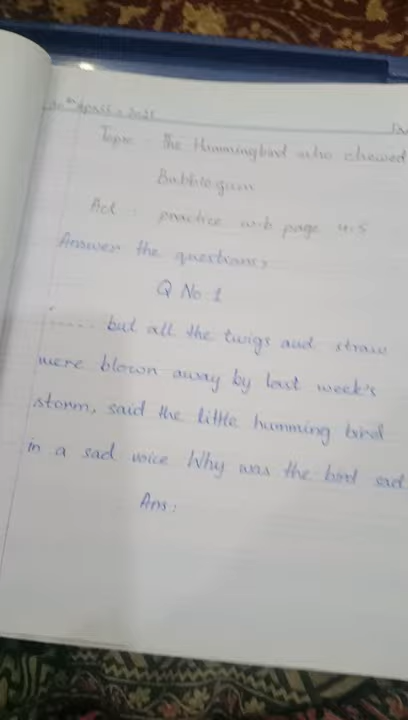 Topic : The Hummingbird who chewed
Bubble gum
Act : practice w.b page 4.5
Answer the questions,
Q No 1
"..... but all the twigs and straw
were blown away by last week's
storm, said the little humming bird
in a sad voice Why was the bird sad
Ans :